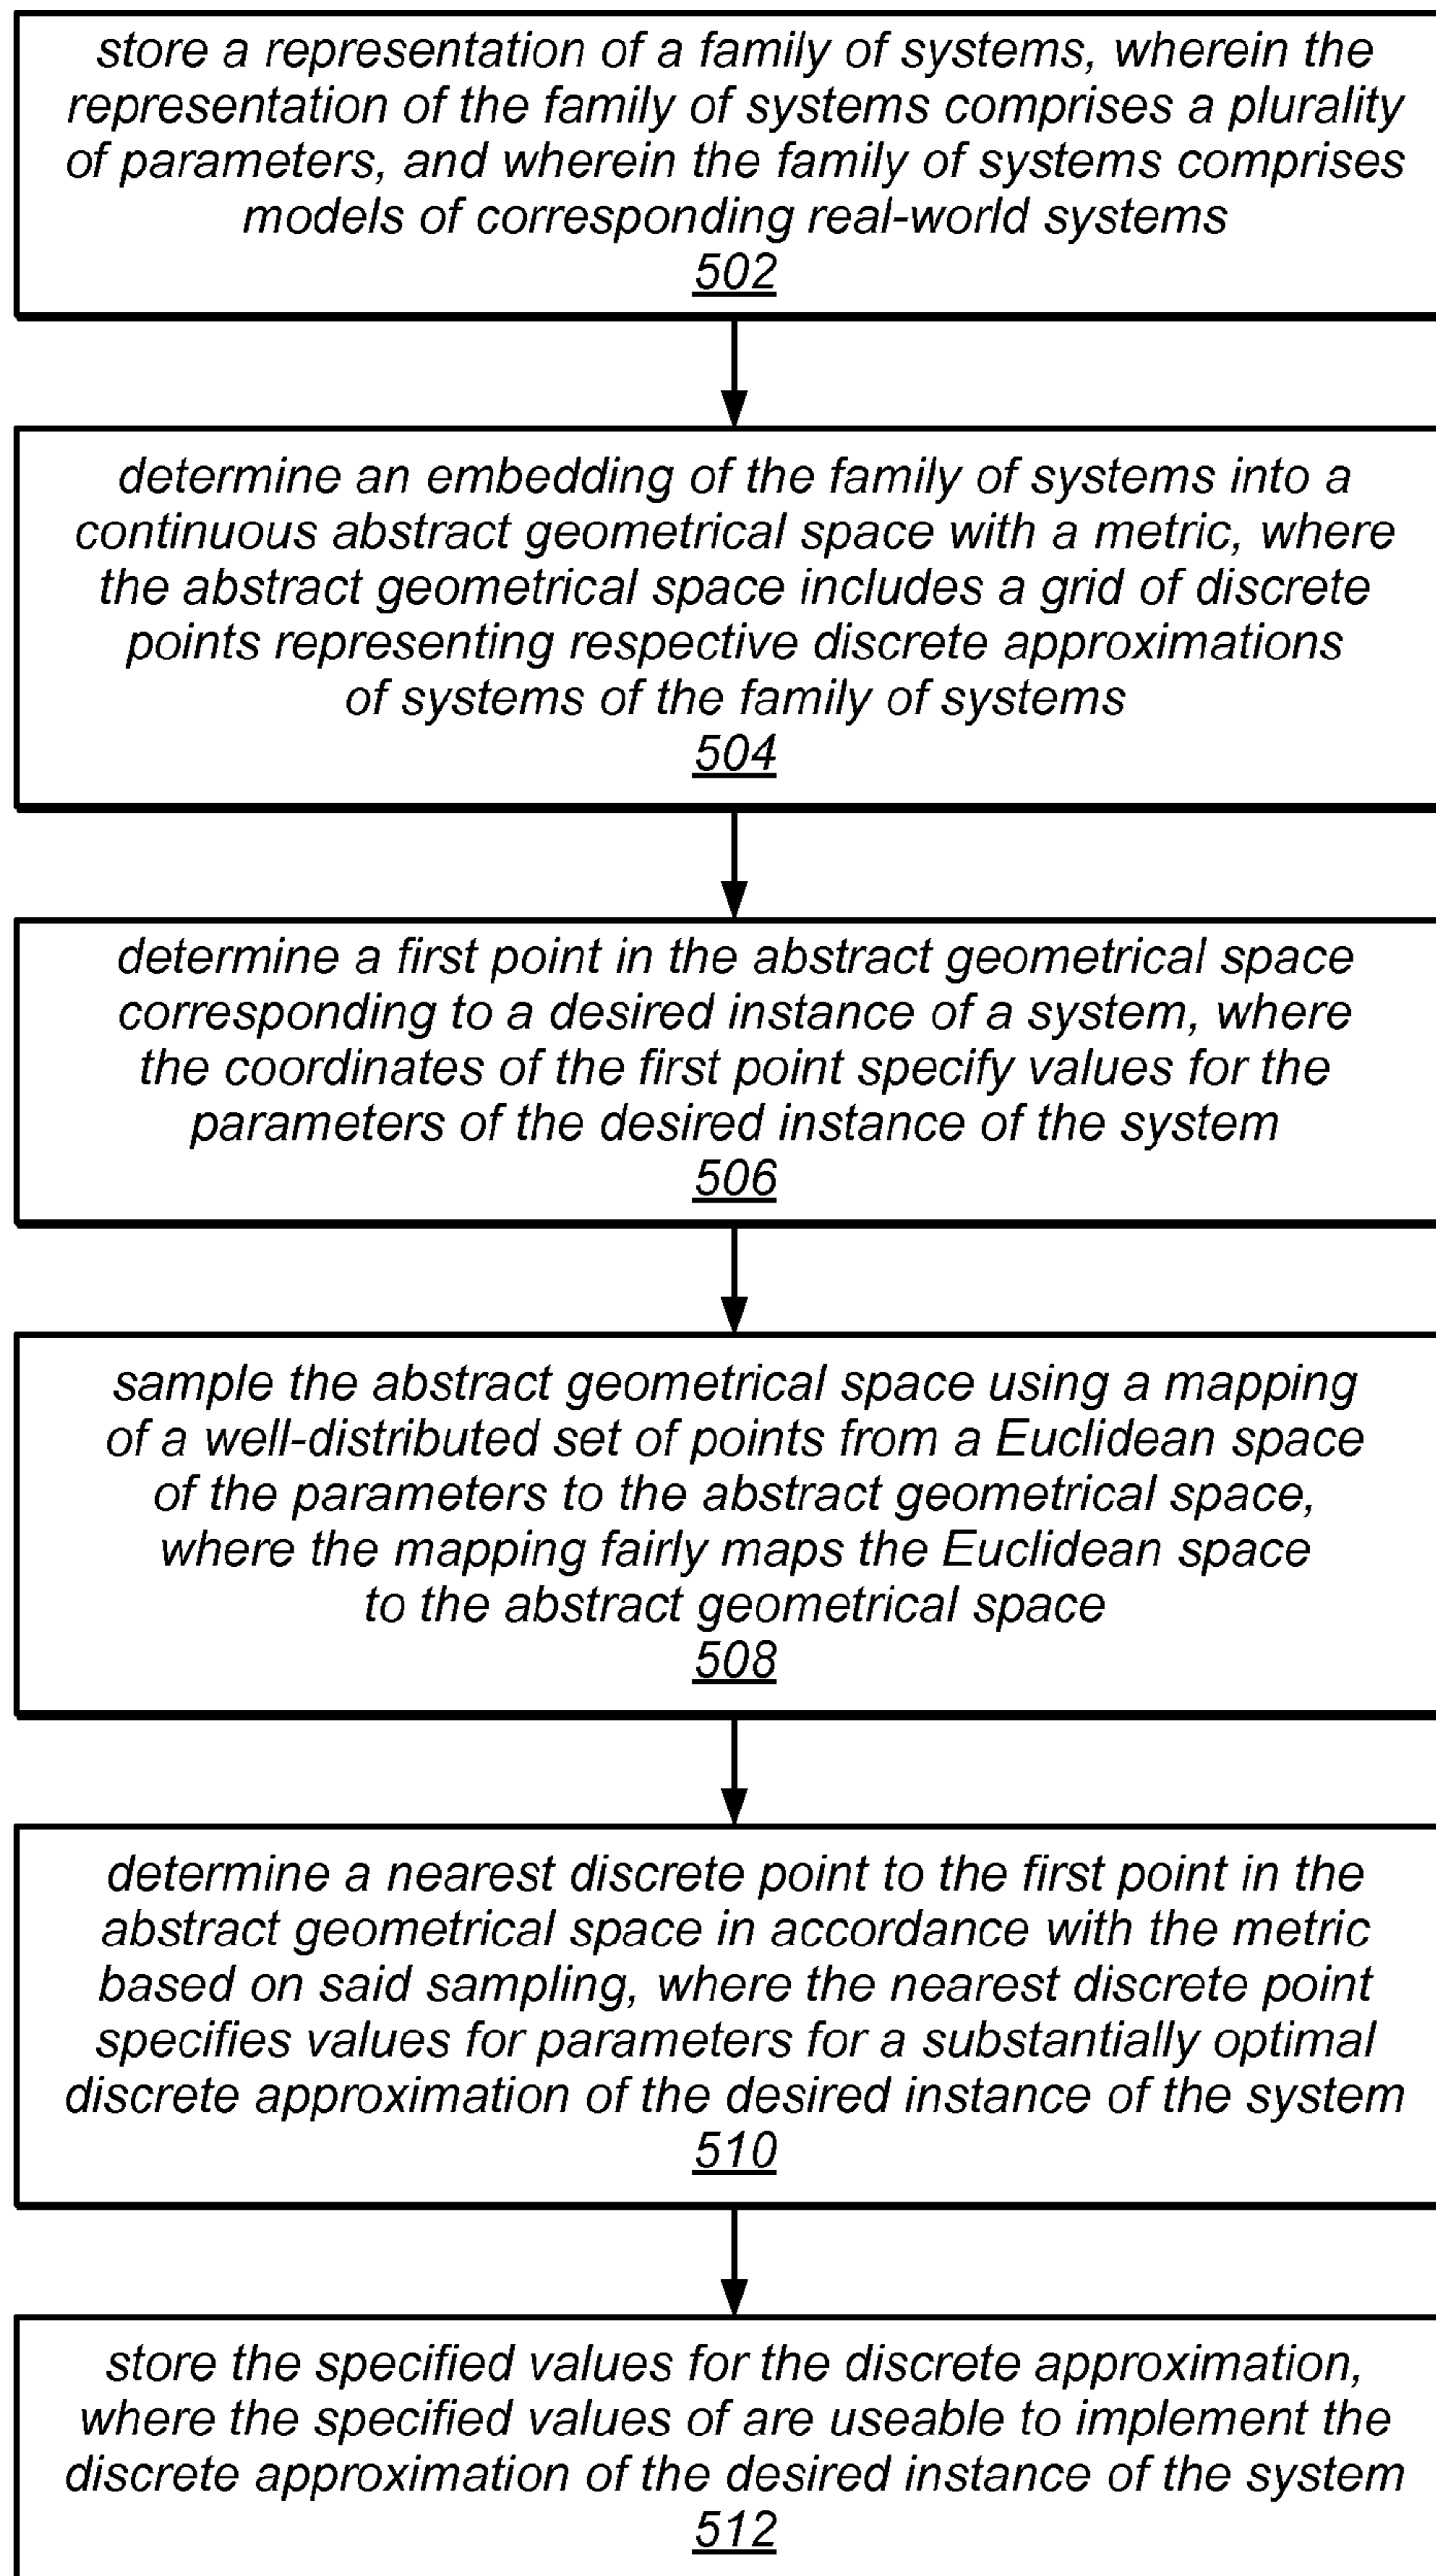 store a representation of a family of systems, wherein the
representation of the family of systems comprises a plurality
of parameters, and wherein the family of systems comprises
models of corresponding real-world systems
502
determine an embedding of the family of systems into a
continuous abstract geometrical space with a metric, where
the abstract geometrical space includes a grid of discrete
points representing respective discrete approximations
of systems of the family of systems
504
determine a first point in the abstract geometrical space
corresponding to a desired instance of a system, where
the coordinates of the first point specify values for the
parameters of the desired instance of the system
506
sample the abstract geometrical space using a mapping
of a well-distributed set of points from a Euclidean space
of the parameters to the abstract geometrical space,
where the mapping fairly maps the Euclidean space
to the abstract geometrical space
508
determine a nearest discrete point to the first point in the
abstract geometrical space in accordance with the metric
based on said sampling, where the nearest discrete point
specifies values for parameters for a substantially optimal
discrete approximation of the desired instance of the system
510
store the specified values for the discrete approximation,
where the specified values of are useable to implement the
discrete approximation of the desired instance of the system
512